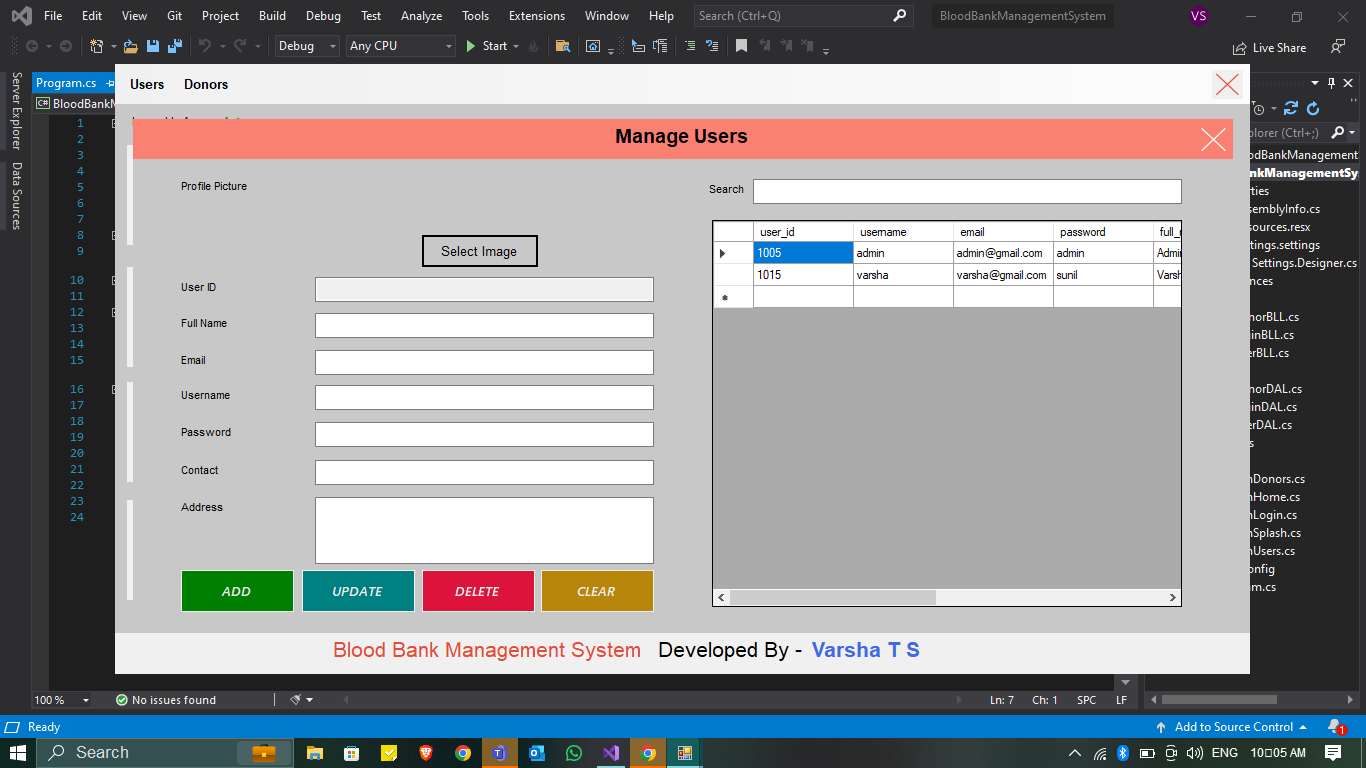 File Edit View Git Project Build Debug Test Analyze Tools Extensions Window Help Search (Ctrl+Q) BloodBankManagementSystem VS
Debug Any CPU Start Live Share
Program.cs
BloodBankM
Server Explorer
Data Sources
Users Donors
Manage Users
Profile Picture
Search
Select Image
User ID
Full Name
Email
Username
Password
Contact
Address
ADD UPDATE DELETE CLEAR
user_id username email password full_
1005 admin admin@gmail.com admin Admin
1015 varsha varsha@gmail.com sunil Varsh
Blood Bank Management System Developed By - Varsha T S
1
2
3
4
5
6
7
8
9
10
11
12
13
14
15
16
17
18
19
20
21
22
23
24
plorer (Ctrl+;)
odBankManagement
nkManagementSy
rties
semblyInfo.cs
sources.resx
ttings.settings
Settings.Designer.cs
nces
norBLL.cs
ginBLL.cs
erBLL.cs
norDAL.cs
ginDAL.cs
erDAL.cs
s
nDonors.cs
nHome.cs
nLogin.cs
nSplash.cs
nUsers.cs
onfig
am.cs
100 % No issues found Ln: 7 Ch: 1 SPC LF
Ready Add to Source Control 1
Search ENG 10:05 AM